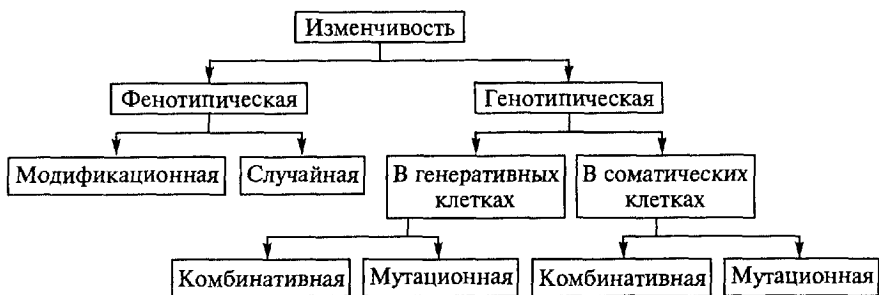 Изменчивость
Фенотипическая
Генотипическая
Модификационная
Случайная
В генеративных
клетках
В соматических
клетках
Комбинативная
Мутационная
Комбинативная
Мутационная